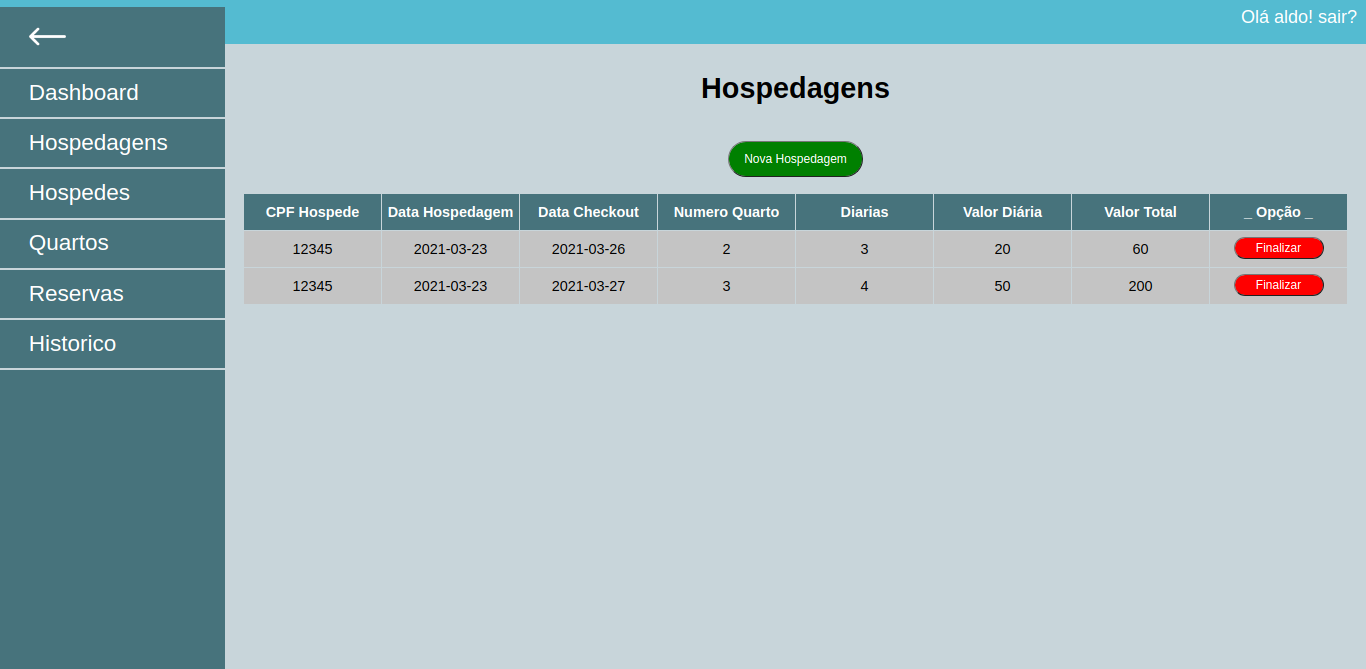 Olá aldo! sair?
Dashboard
Hospedagens
Hospedes
Quartos
Reservas
Historico
Hospedagens
Nova Hospedagem
CPF Hospede Data Hospedagem Data Checkout Numero Quarto Diarias Valor Diária Valor Total _ Opção _
12345 2021-03-23 2021-03-26 2 3 20 60 Finalizar
12345 2021-03-23 2021-03-27 3 4 50 200 Finalizar